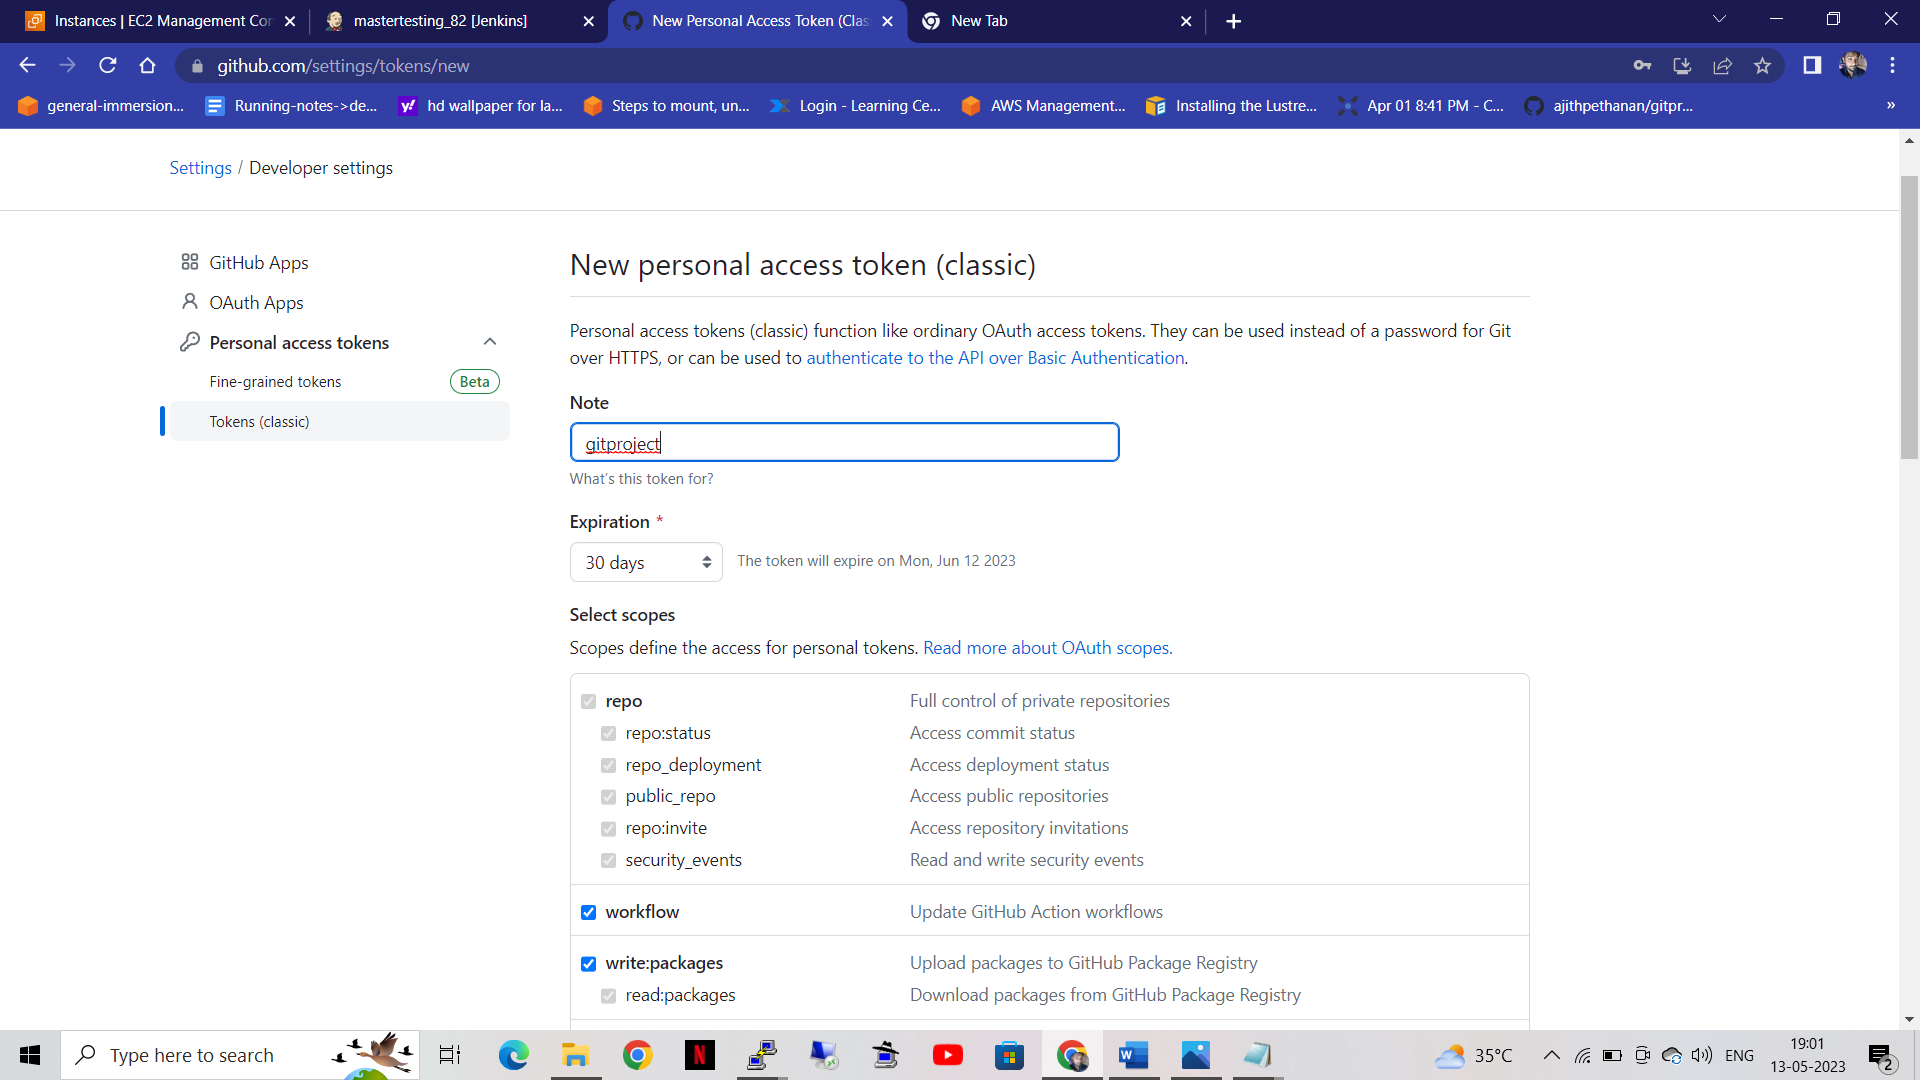 Instances | EC2 Management Con
mastertesting_82 [Jenkins]
New Personal Access Token (Clas
New Tab
github.com/settings/tokens/new
general-immersion...
Running-notes->de...
hd wallpaper for la...
Steps to mount, un...
Login - Learning Ce...
AWS Management...
Installing the Lustre...
Apr 01 8:41 PM - C...
ajithpethanan/gitpr...
»
Settings / Developer settings
GitHub Apps
OAuth Apps
Personal access tokens
Fine-grained tokens Beta
Tokens (classic)
New personal access token (classic)
Personal access tokens (classic) function like ordinary OAuth access tokens. They can be used instead of a password for Git
over HTTPS, or can be used to authenticate to the API over Basic Authentication.
Note
gitproject
What's this token for?
Expiration *
30 days The token will expire on Mon, Jun 12 2023
Select scopes
Scopes define the access for personal tokens. Read more about OAuth scopes.
repo Full control of private repositories
repo:status Access commit status
repo_deployment Access deployment status
public_repo Access public repositories
repo:invite Access repository invitations
security_events Read and write security events
workflow Update GitHub Action workflows
write:packages Upload packages to GitHub Package Registry
read:packages Download packages from GitHub Package Registry
Type here to search
35°C
ENG
19:01
13-05-2023
2